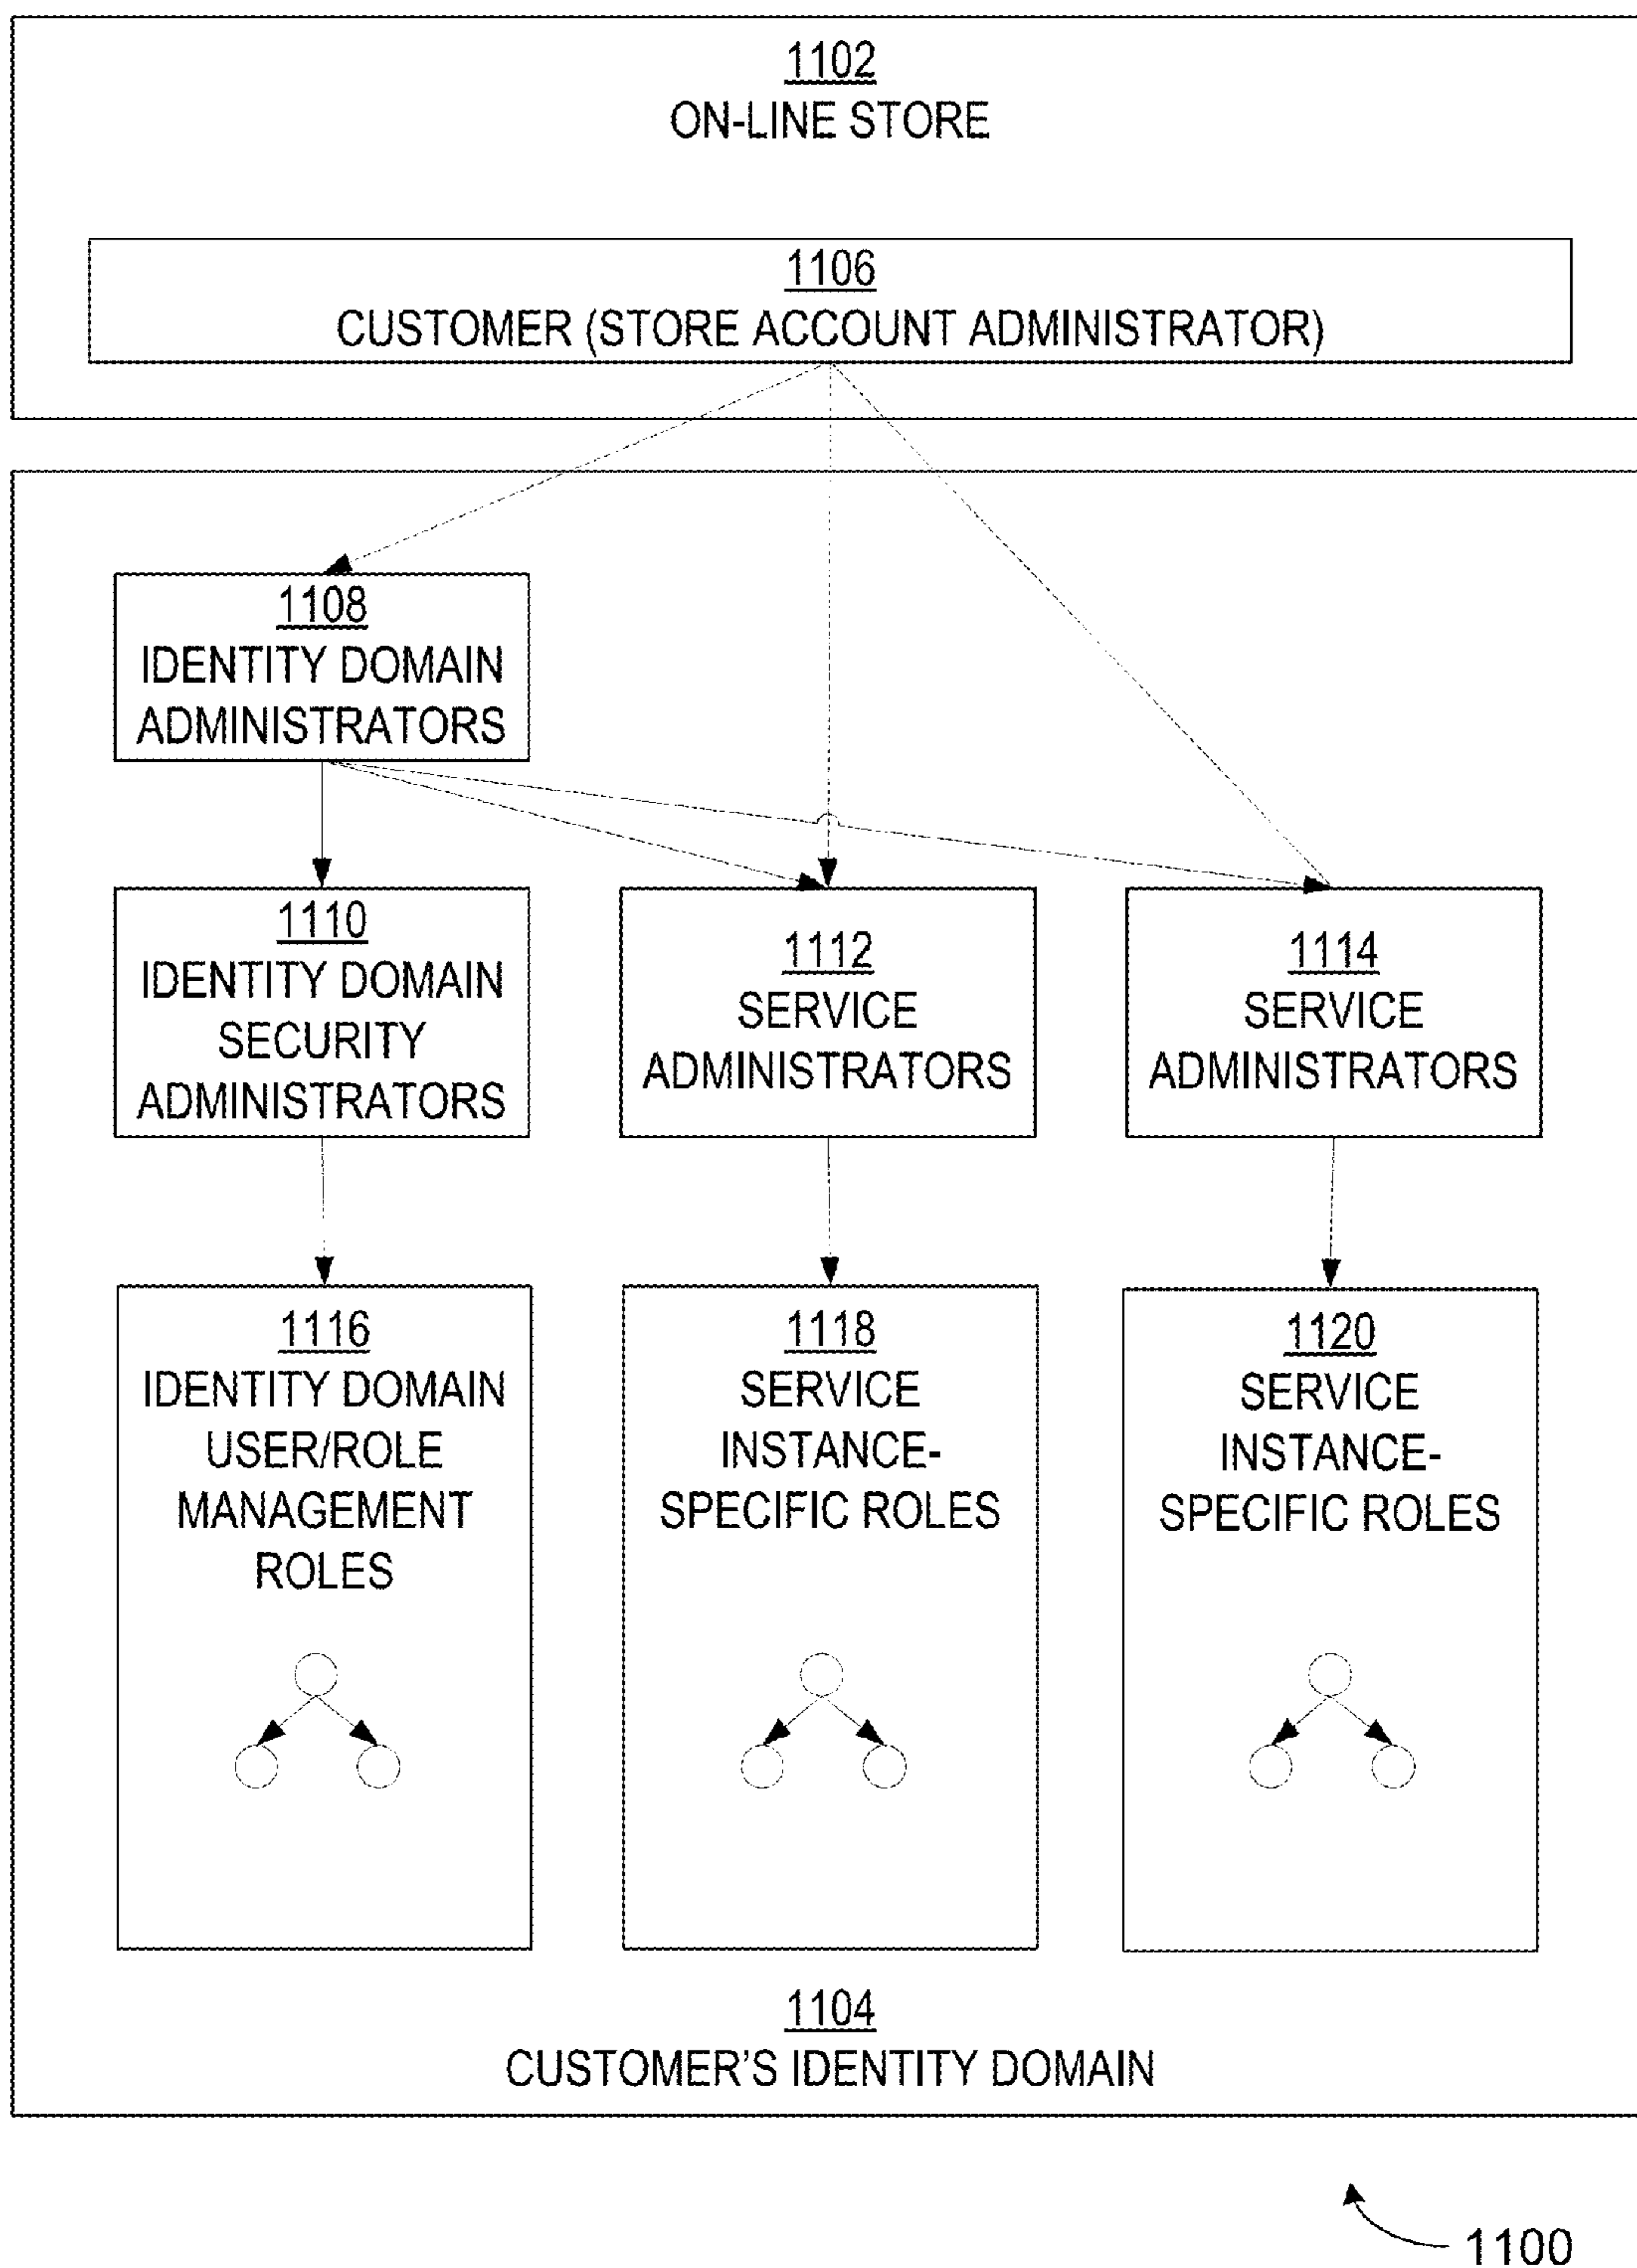 1102
ON-LINE STORE
1106
CUSTOMER (STORE ACCOUNT ADMINISTRATOR)
1108
IDENTITY DOMAIN
ADMINISTRATORS
1110
IDENTITY DOMAIN
SECURITY
ADMINISTRATORS
1112
SERVICE
ADMINISTRATORS
1114
SERVICE
ADMINISTRATORS
1116
IDENTITY DOMAIN
USER/ROLE
MANAGEMENT
ROLES
1118
SERVICE
INSTANCE-
SPECIFIC ROLES
1120
SERVICE
INSTANCE-
SPECIFIC ROLES
1104
CUSTOMER'S IDENTITY DOMAIN
1100